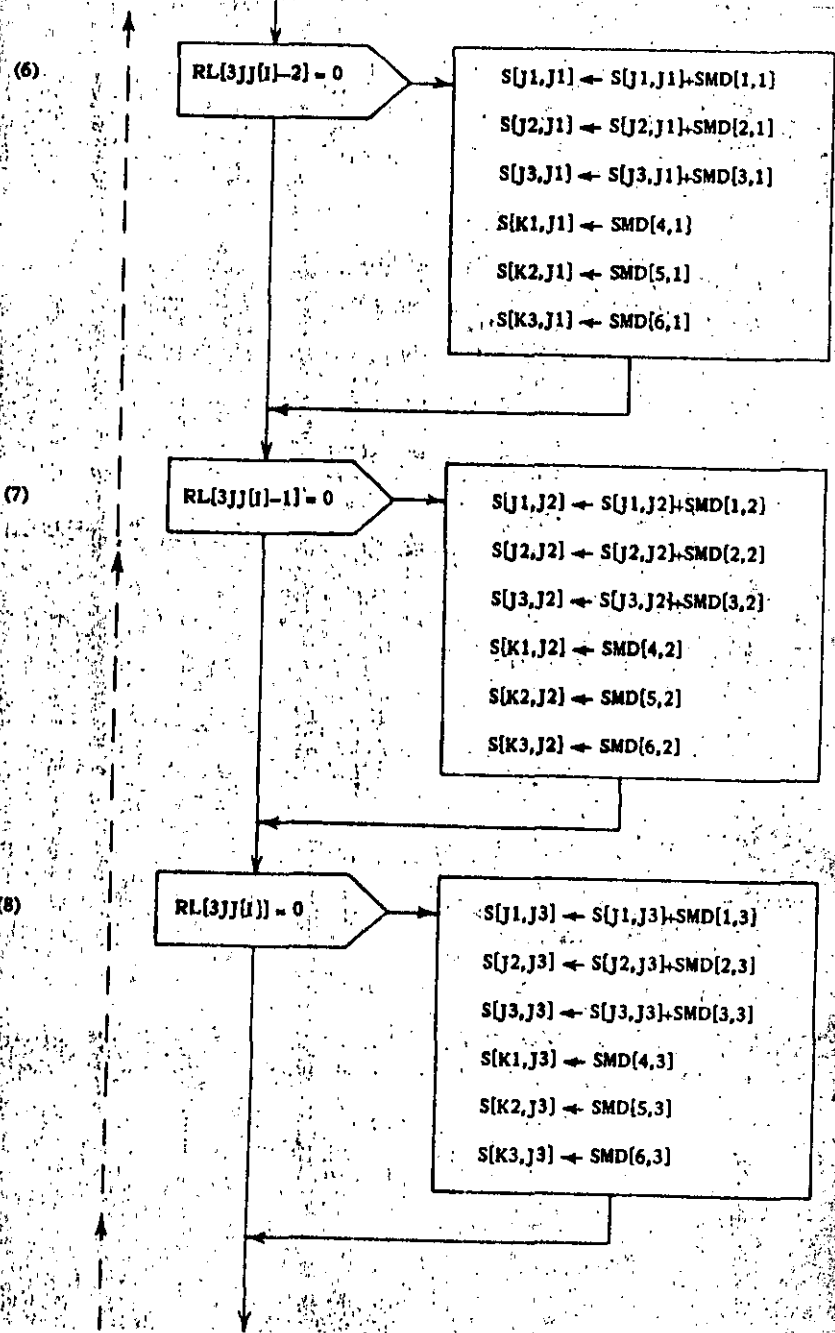 (6)
RL[3JJ[I]-2] = 0
S[J1,J1] ← S[J1,J1]+SMD[1,1]
S[J2,J1] ← S[J2,J1]+SMD[2,1]
S[J3,J1] ← S[J3,J1]+SMD[3,1]
S[K1,J1] ← SMD[4,1]
S[K2,J1] ← SMD[5,1]
S[K3,J1] ← SMD[6,1]
(7)
RL[3JJ[I]-1] = 0
S[J1,J2] ← S[J1,J2]+SMD[1,2]
S[J2,J2] ← S[J2,J2]+SMD[2,2]
S[J3,J2] ← S[J3,J2]+SMD[3,2]
S[K1,J2] ← SMD[4,2]
S[K2,J2] ← SMD[5,2]
S[K3,J2] ← SMD[6,2]
(8)
RL[3JJ[I]] = 0
S[J1,J3] ← S[J1,J3]+SMD[1,3]
S[J2,J3] ← S[J2,J3]+SMD[2,3]
S[J3,J3] ← S[J3,J3]+SMD[3,3]
S[K1,J3] ← SMD[4,3]
S[K2,J3] ← SMD[5,3]
S[K3,J3] ← SMD[6,3]